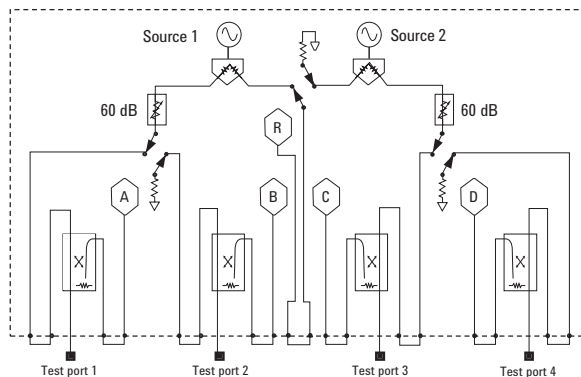 Source 1
Source 2
60 dB
60 dB
R
A
B
C
D
Test port 1
Test port 2
Test port 3
Test port 4